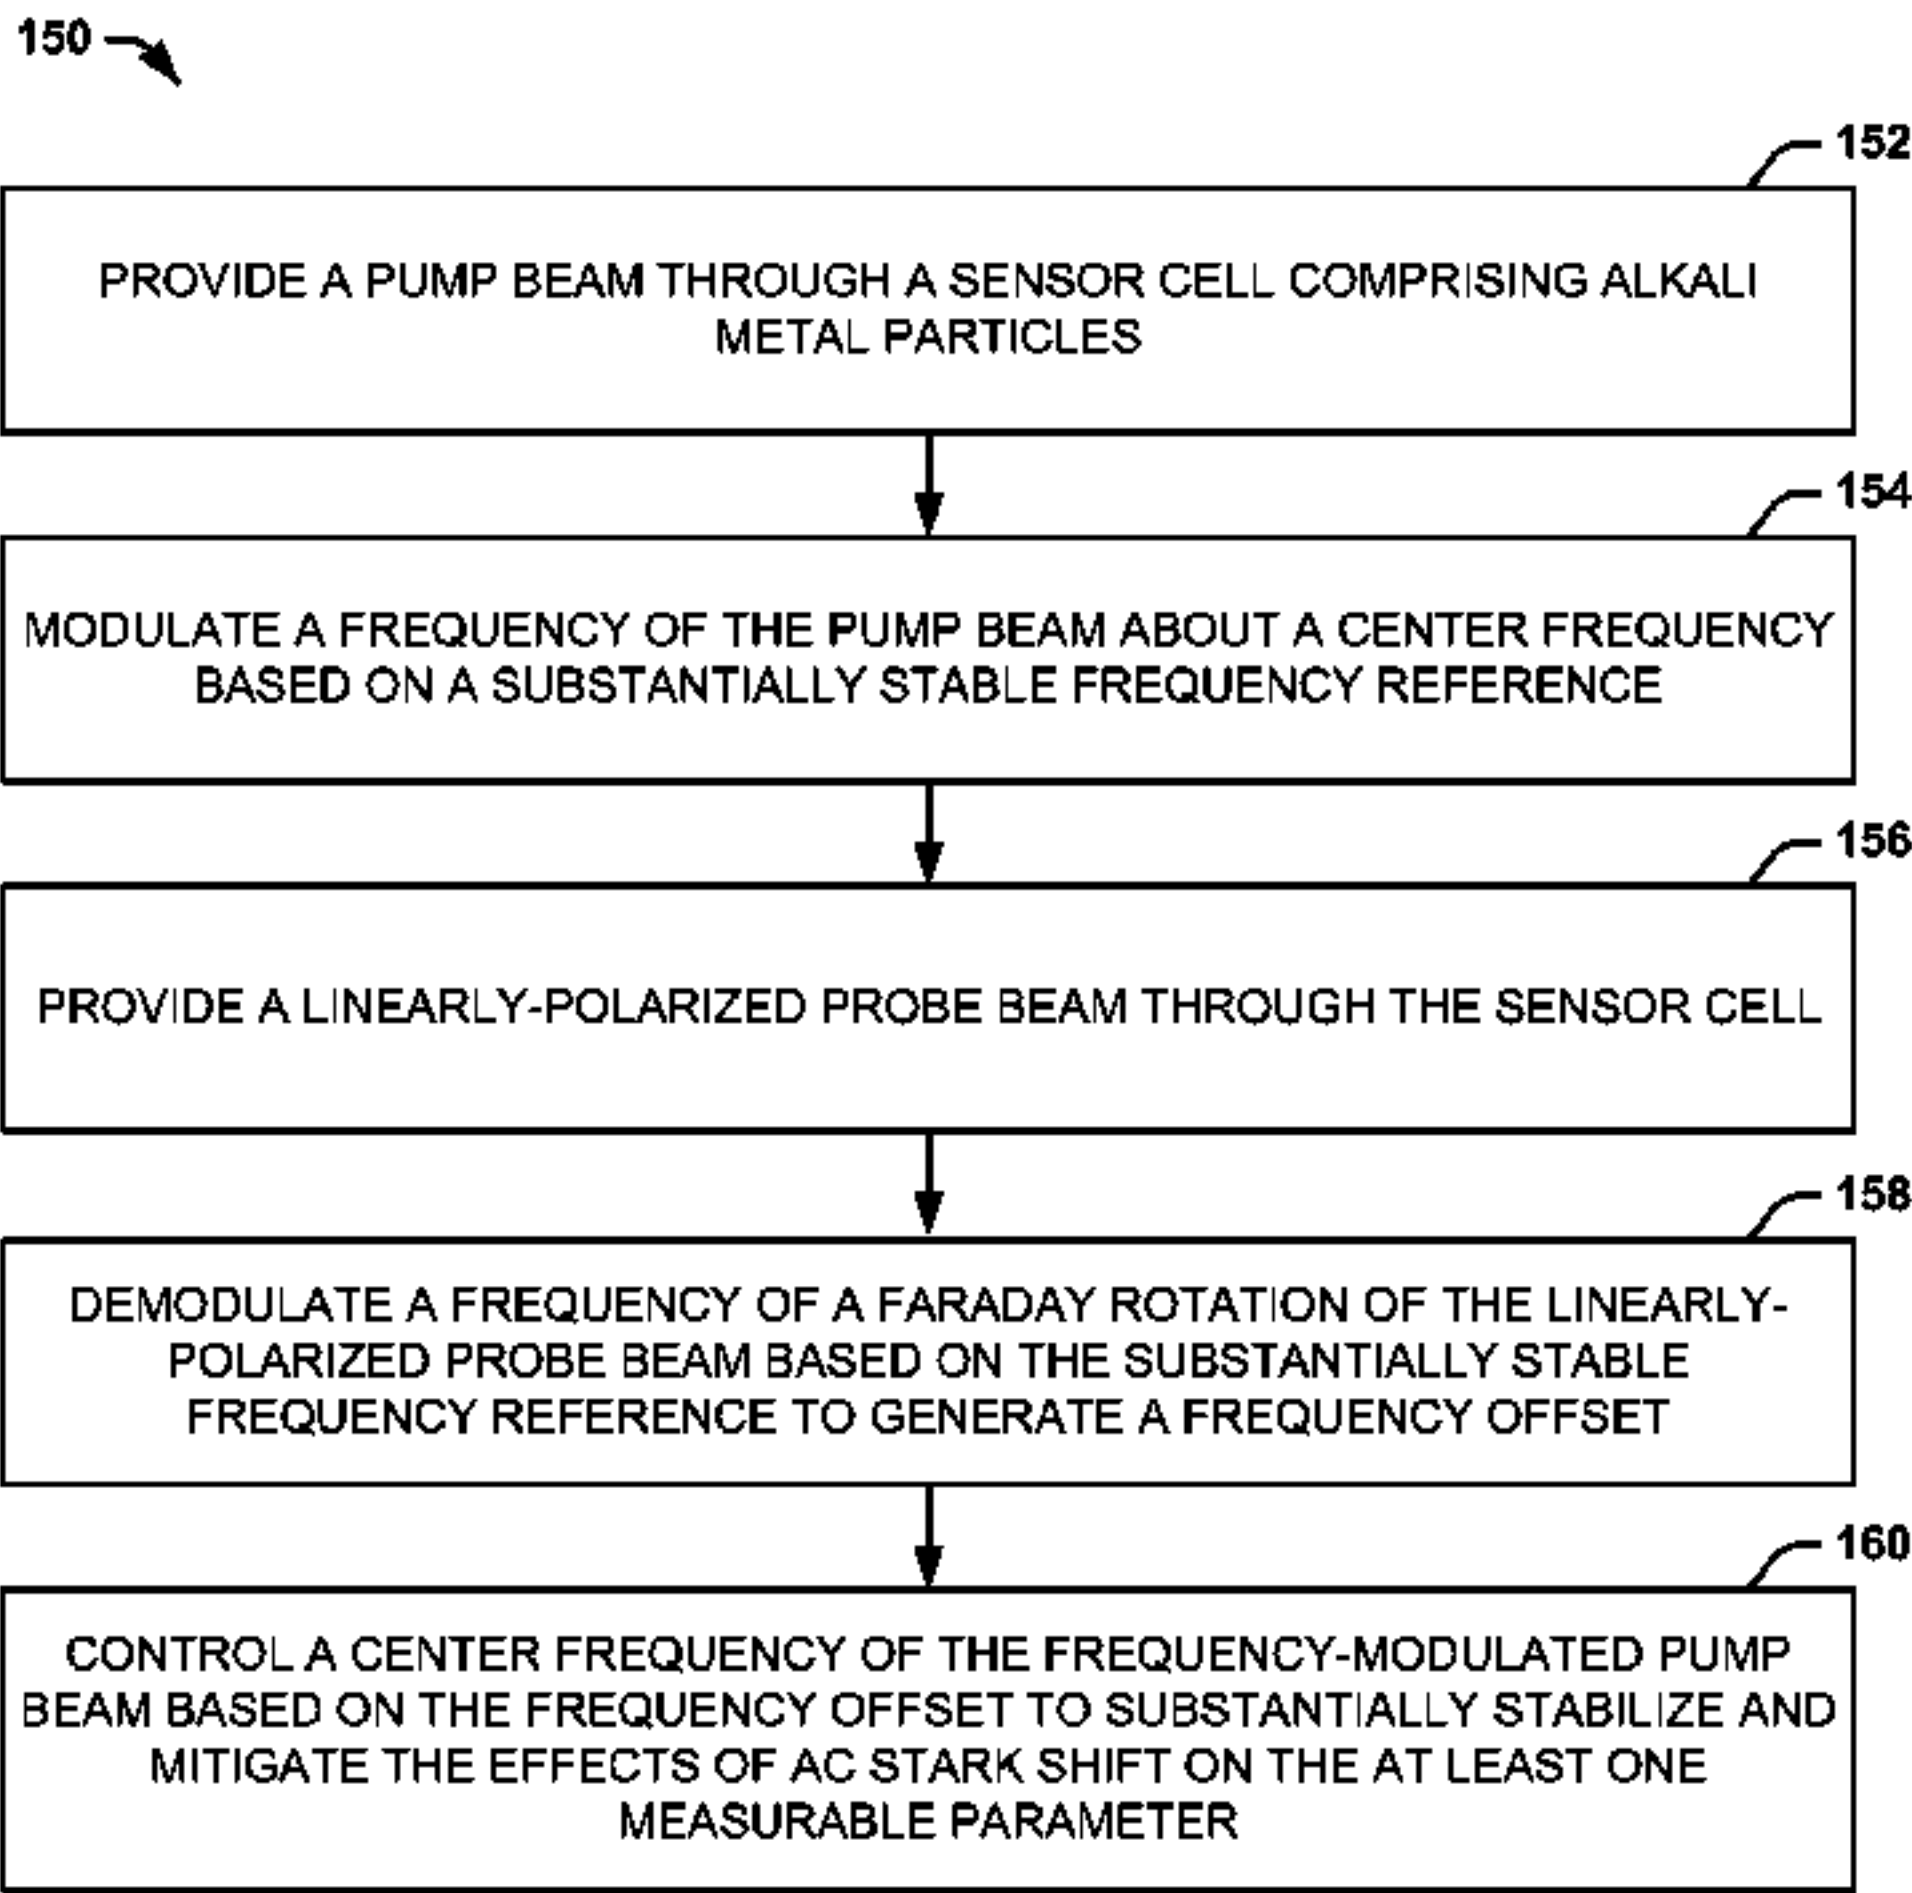 150
152
PROVIDE A PUMP BEAM THROUGH A SENSOR CELL COMPRISING ALKALI
METAL PARTICLES
154
MODULATE A FREQUENCY OF THE PUMP BEAM ABOUT A CENTER FREQUENCY
BASED ON A SUBSTANTIALLY STABLE FREQUENCY REFERENCE
156
PROVIDE A LINEARLY-POLARIZED PROBE BEAM THROUGH THE SENSOR CELL
158
DEMODULATE A FREQUENCY OF A FARADAY ROTATION OF THE LINEARLY-
POLARIZED PROBE BEAM BASED ON THE SUBSTANTIALLY STABLE
FREQUENCY REFERENCE TO GENERATE A FREQUENCY OFFSET
160
CONTROL A CENTER FREQUENCY OF THE FREQUENCY-MODULATED PUMP
BEAM BASED ON THE FREQUENCY OFFSET TO SUBSTANTIALLY STABILIZE AND
MITIGATE THE EFFECTS OF AC STARK SHIFT ON THE AT LEAST ONE
MEASURABLE PARAMETER